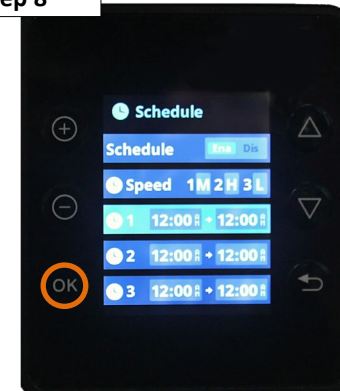 ep 8
Schedule
Schedule Ena Dis
Speed 1 M 2 H 3 L
1 12:00 → 12:00
2 12:00 → 12:00
3 12:00 → 12:00
OK